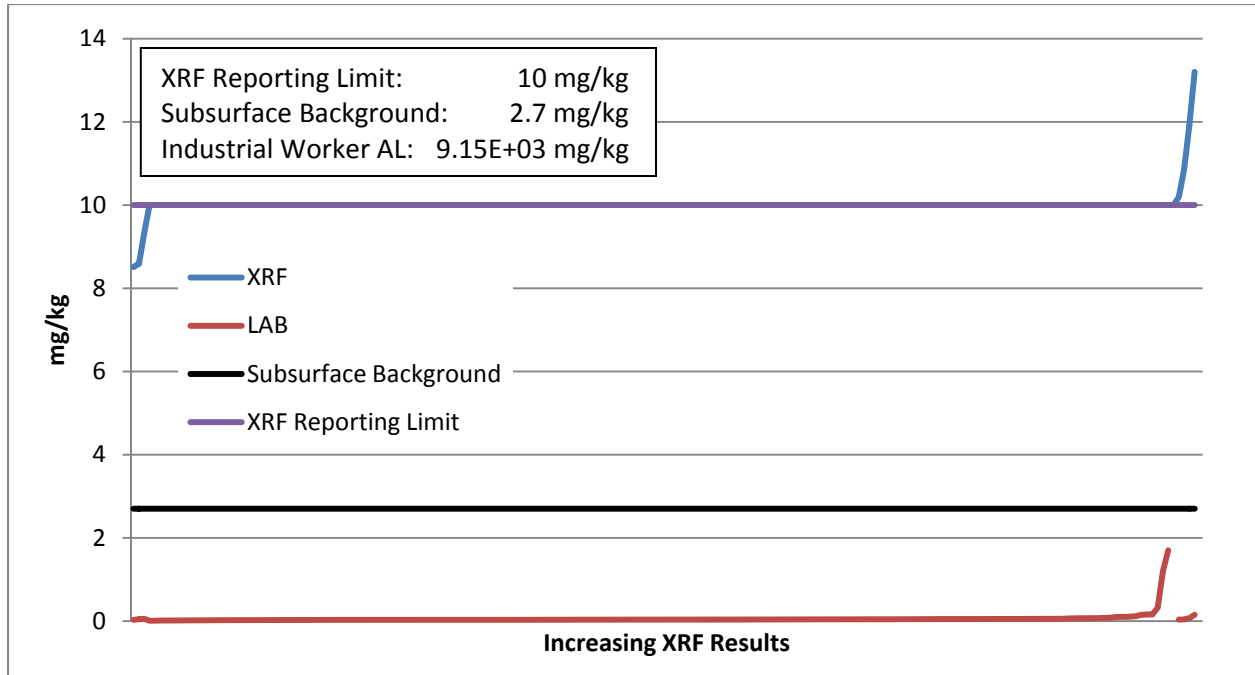 14
12
10
8
6
4
2
0
mg/kg
XRF Reporting Limit: 10 mg/kg
Subsurface Background: 2.7 mg/kg
Industrial Worker AL: 9.15E+03 mg/kg
XRF
LAB
Subsurface Background
XRF Reporting Limit
Increasing XRF Results